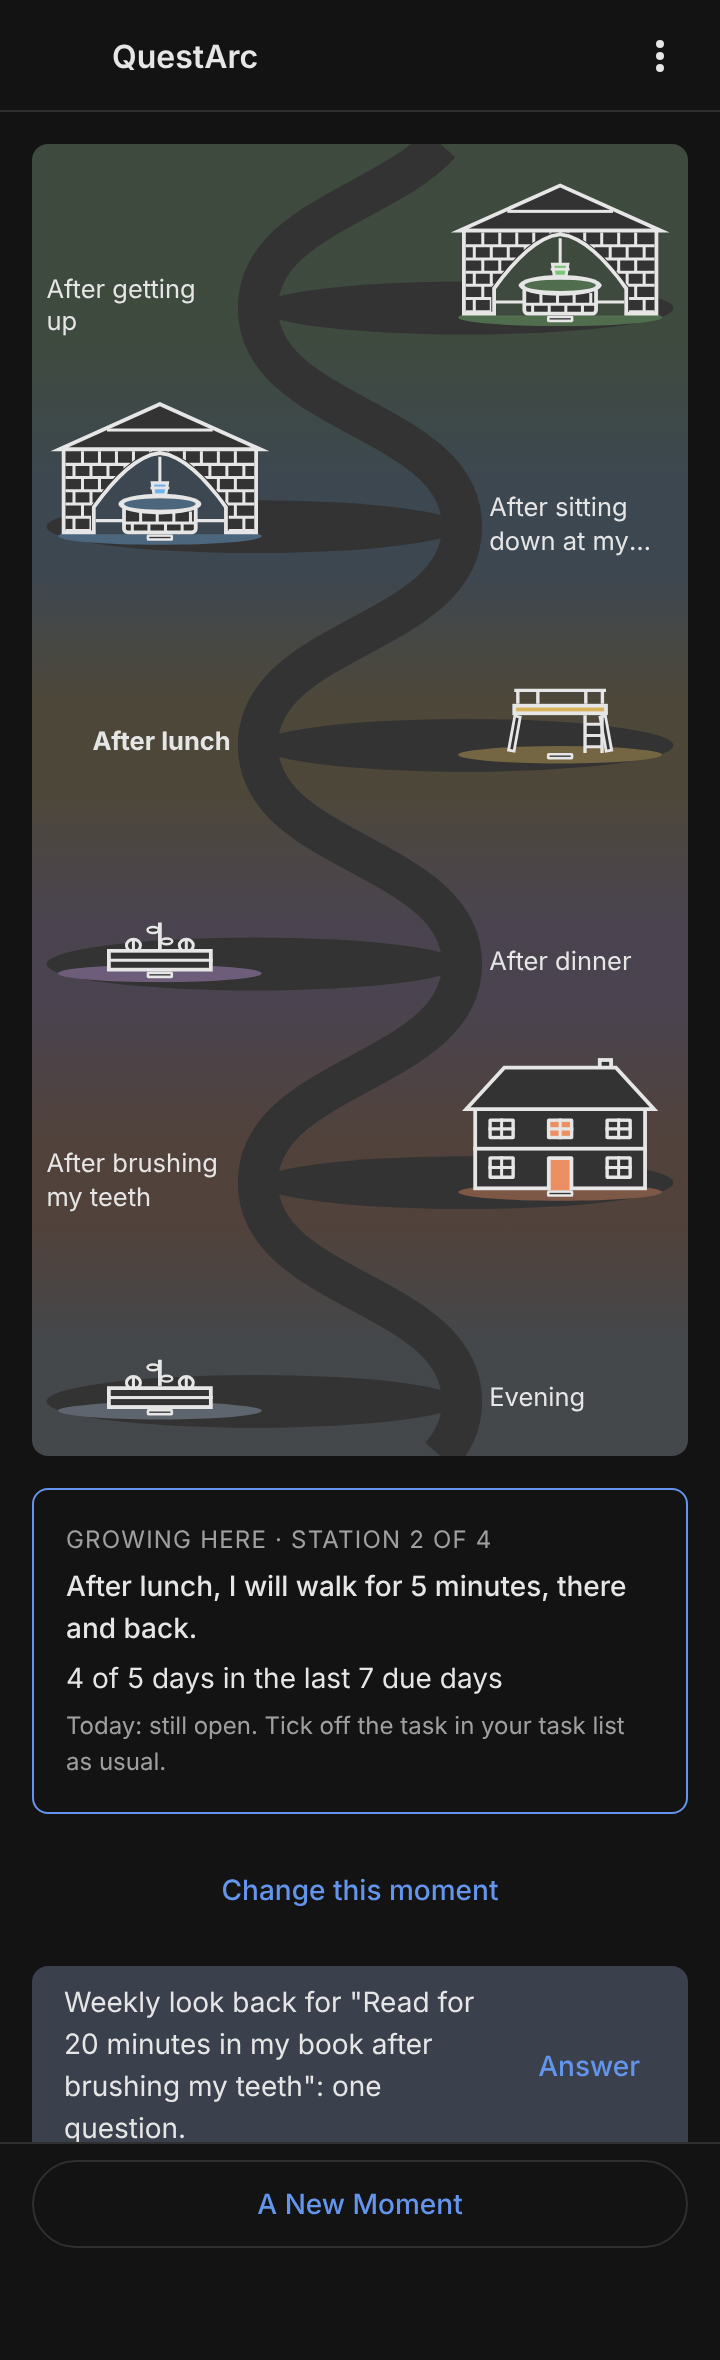 QuestArc
After getting
up
After sitting
down at my...
After lunch
After dinner
After brushing
my teeth
Evening
GROWING HERE · STATION 2 OF 4
After lunch, I will walk for 5 minutes, there
and back.
4 of 5 days in the last 7 due days
Today: still open. Tick off the task in your task list
as usual.
Change this moment
Weekly look back for "Read for
20 minutes in my book after
brushing my teeth": one
question.
Answer
A New Moment